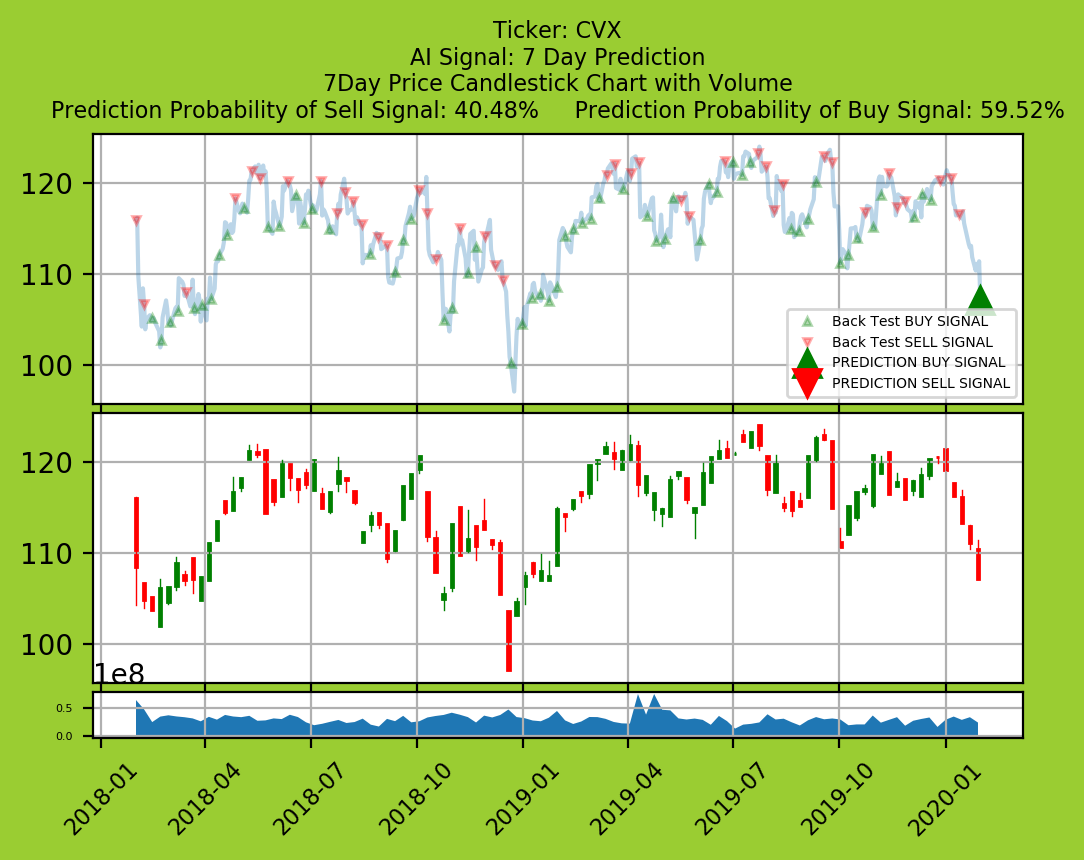 Ticker: CVX
AI Signal: 7 Day Prediction
7Day Price Candlestick Chart with Volume
Prediction Probability of Sell Signal: 40.48% Prediction Probability of Buy Signal: 59.52%
120
110
100
Back Test BUY SIGNAL
Back Test SELL SIGNAL
PREDICTION BUY SIGNAL
PREDICTION SELL SIGNAL
120
110
100
1e8
0.5
0.0
2018-01
2018-04
2018-07
2018-10
2019-01
2019-04
2019-07
2019-10
2020-01